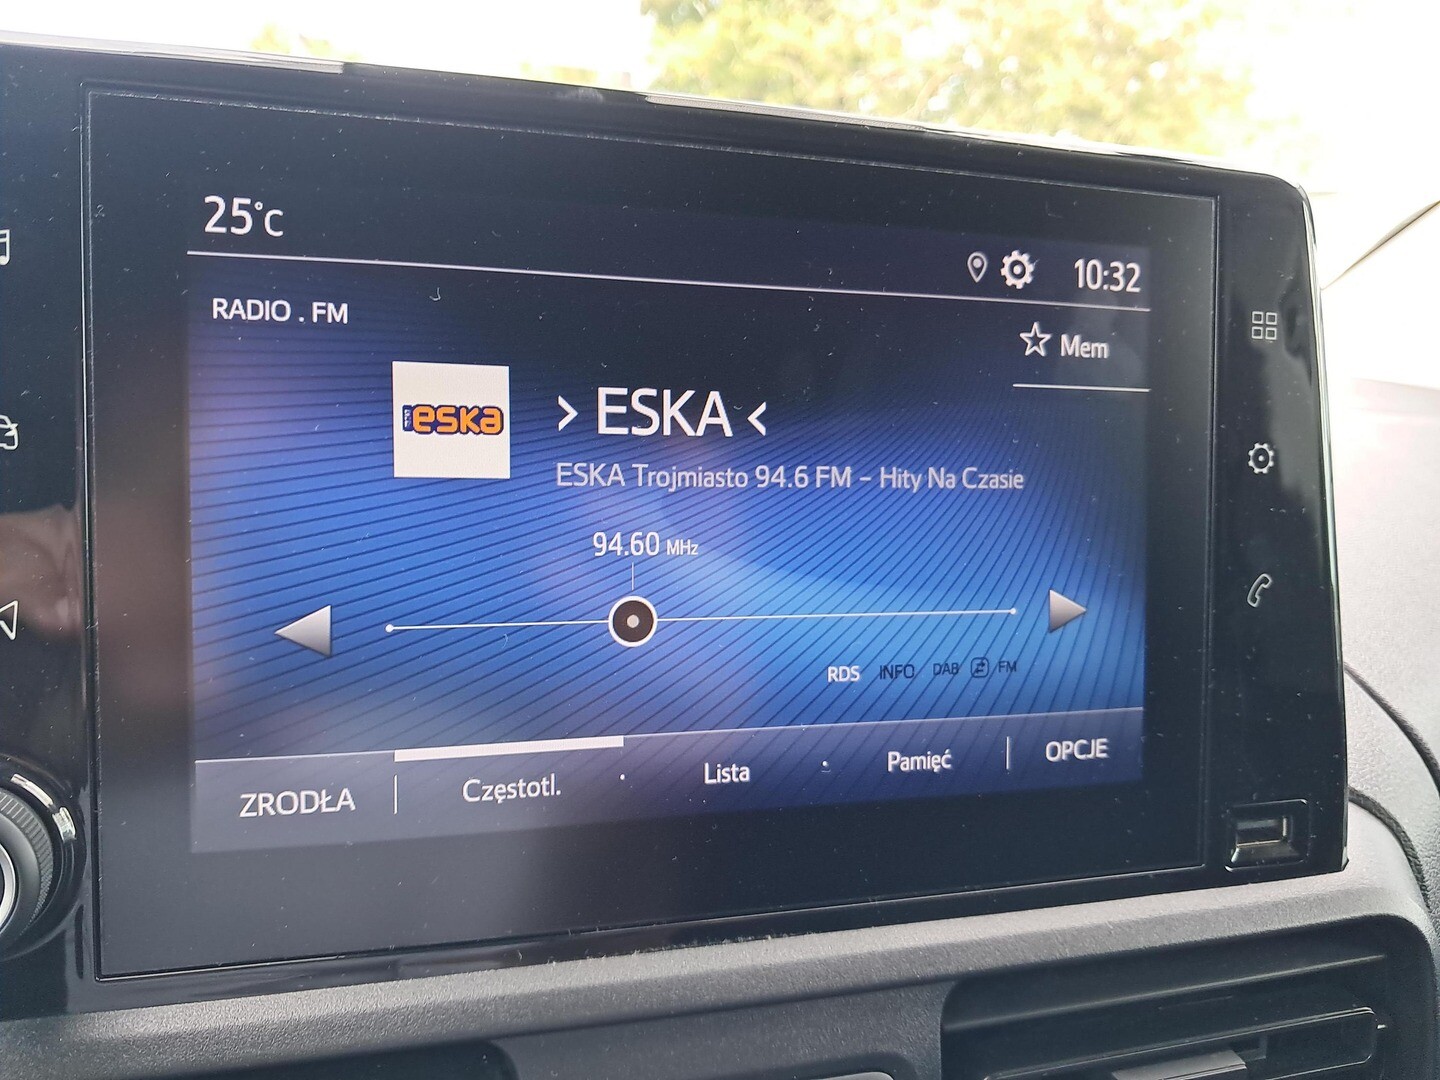 25°C
10:32
RADIO . FM
Mem
eska
> ESKA <
ESKA Trojmiasto 94.6 FM – Hity Na Czasie
94.60 MHz
RDS INFO DAB FM
ZRODŁA
Częstotl. · Lista · Pamięć
OPCJE